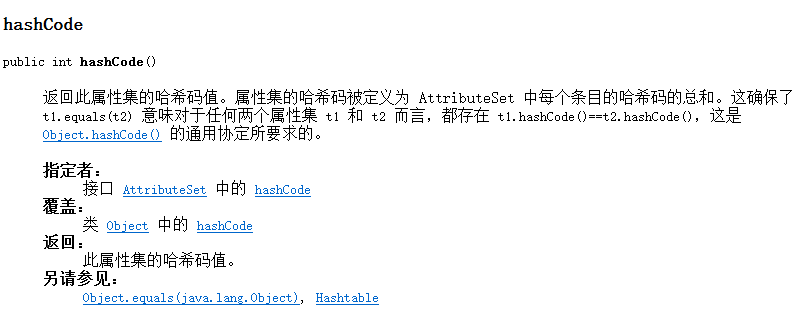 hashCode
public int hashCode()
返回此属性集的哈希码值。属性集的哈希码被定义为 AttributeSet 中每个条目的哈希码的总和。这确保了
t1.equals(t2) 意味对于任何两个属性集 t1 和 t2 而言，都存在 t1.hashCode()==t2.hashCode()，这是
Object.hashCode() 的通用协定所要求的。
指定者：
接口 AttributeSet 中的 hashCode
覆盖：
类 Object 中的 hashCode
返回：
此属性集的哈希码值。
另请参见：
Object.equals(java.lang.Object), Hashtable